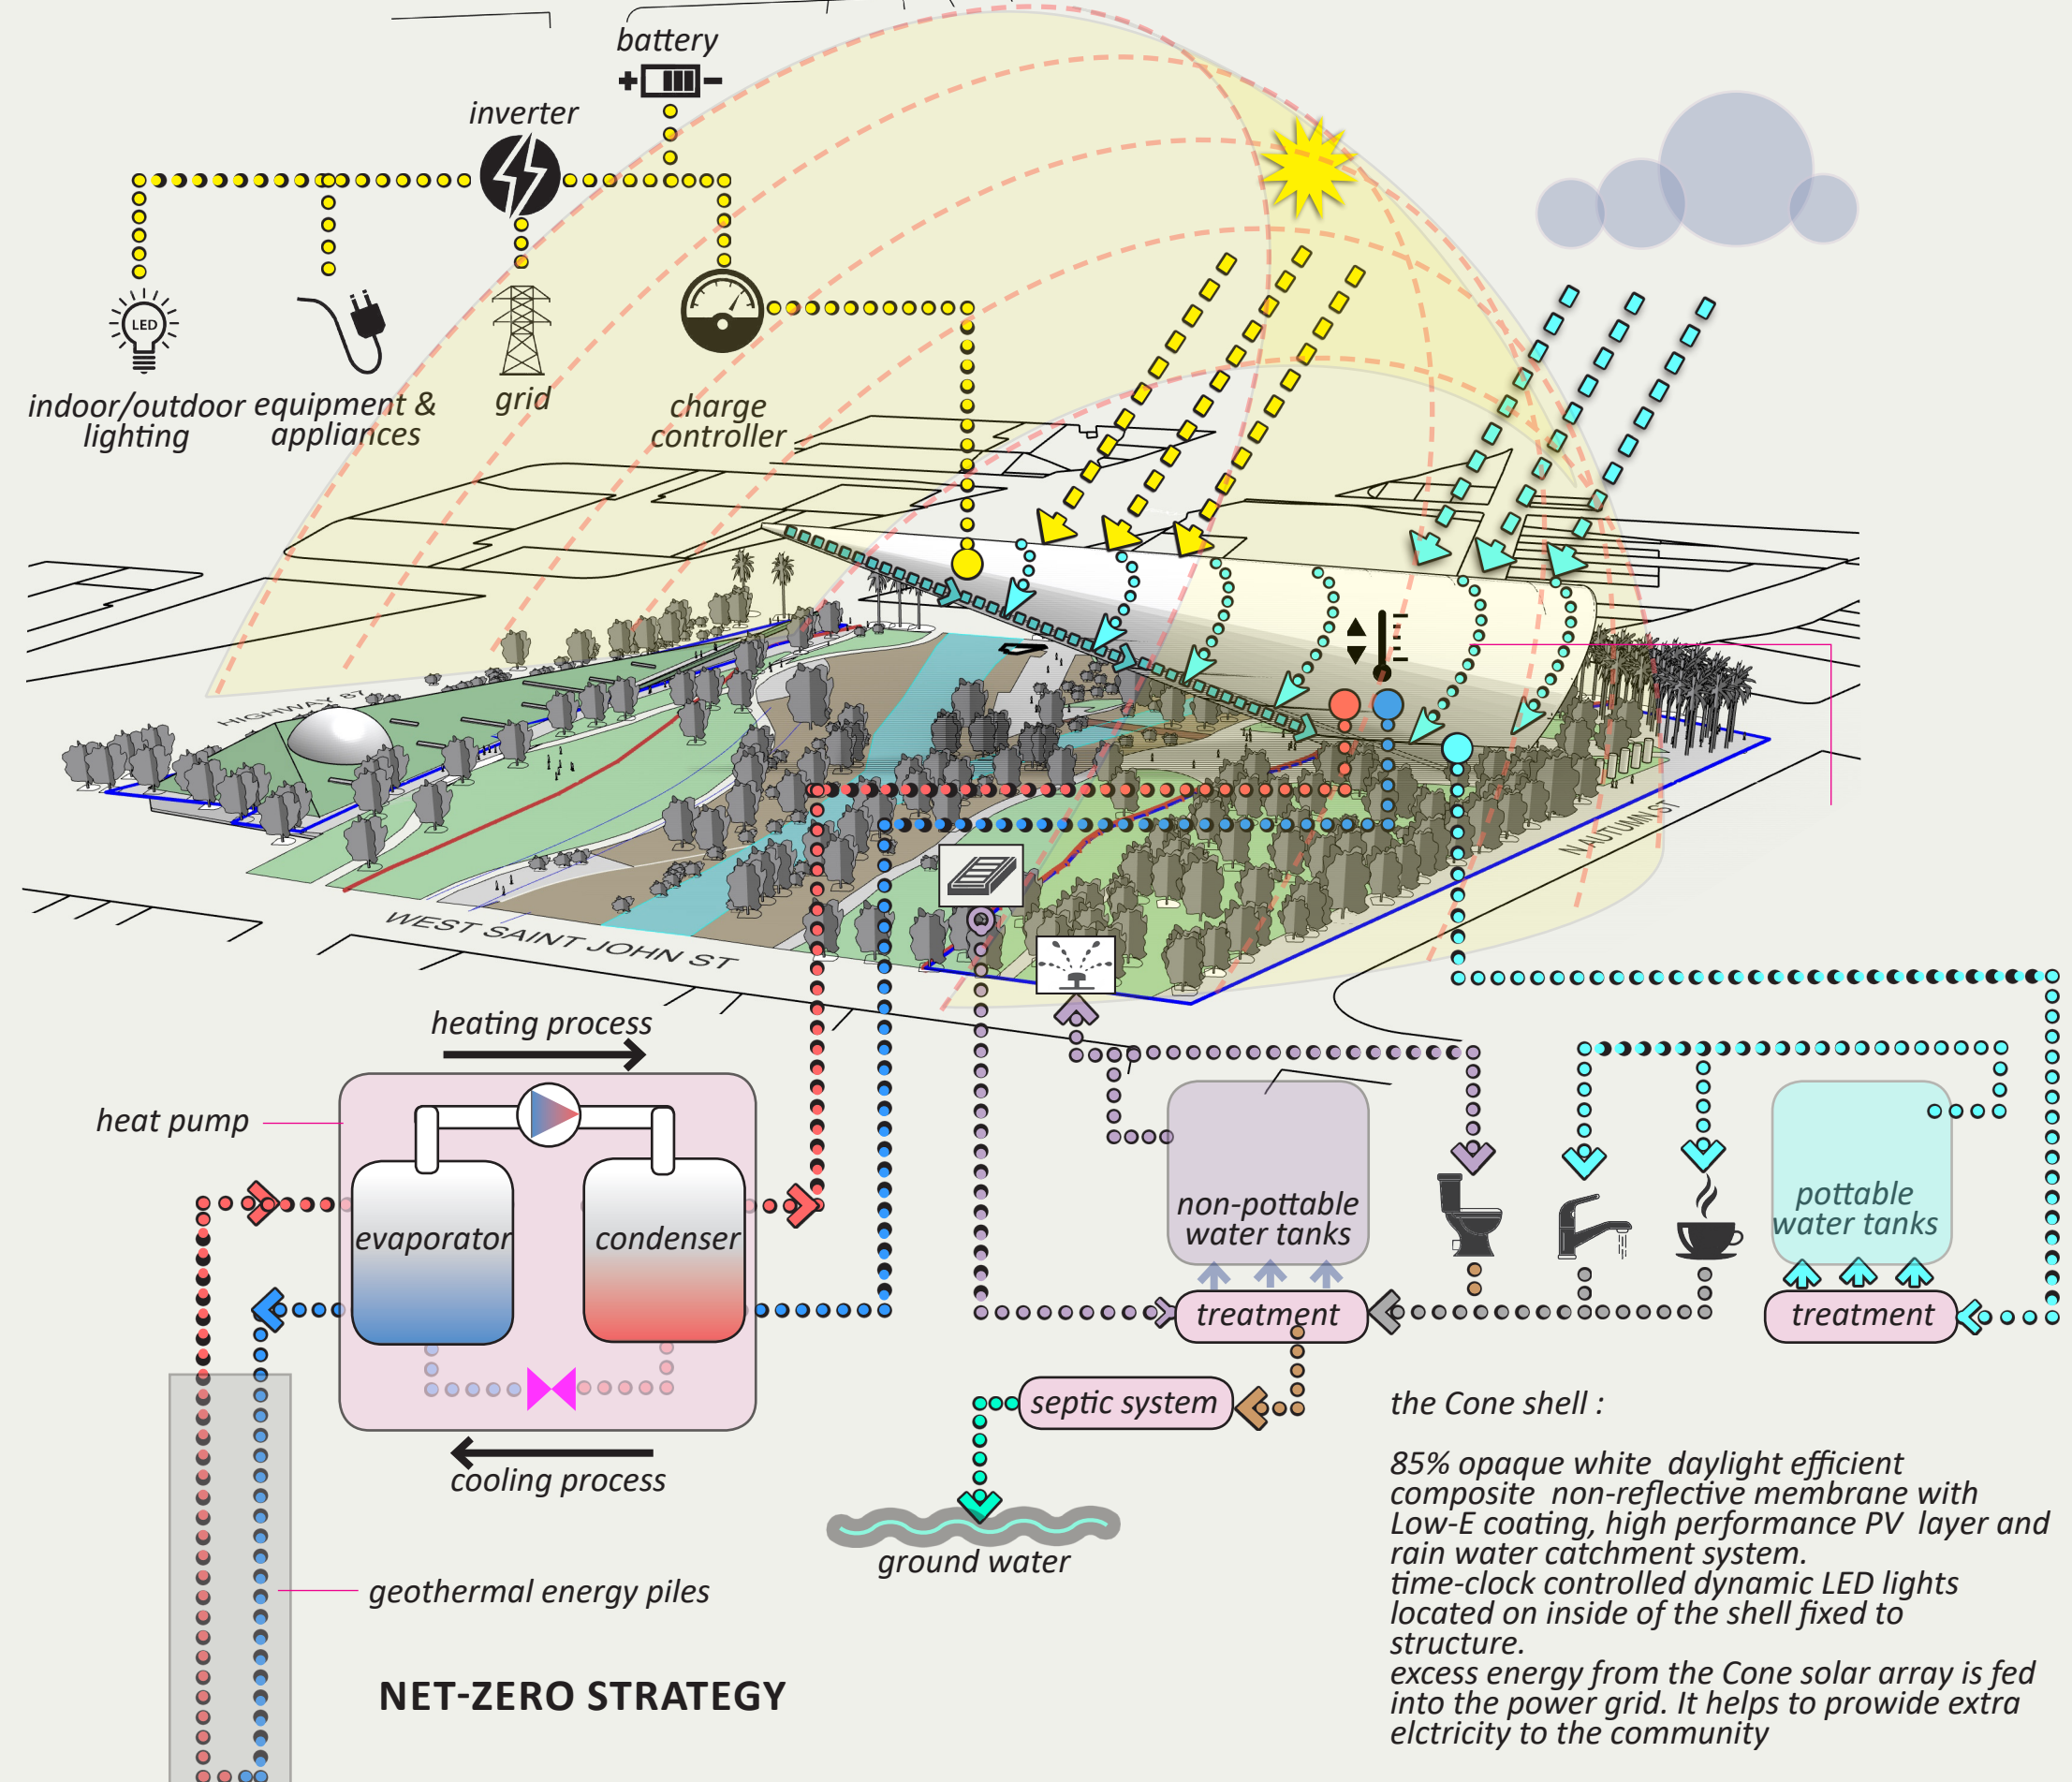 battery
inverter
LED
indoor/outdoor
lighting
equipment &
appliances
grid
charge
controller
HIGHWAY 87
N AUTUMN ST
WEST SAINT JOHN ST
heating process
heat pump
evaporator
condenser
cooling process
geothermal energy piles
non-pottable
water tanks
pottable
water tanks
treatment
treatment
septic system
ground water
NET-ZERO STRATEGY
the Cone shell :
85% opaque white daylight efficient
composite non-reflective membrane with
Low-E coating, high performance PV layer and
rain water catchment system.
time-clock controlled dynamic LED lights
located on inside of the shell fixed to
structure.
excess energy from the Cone solar array is fed
into the power grid. It helps to prowide extra
elctricity to the community